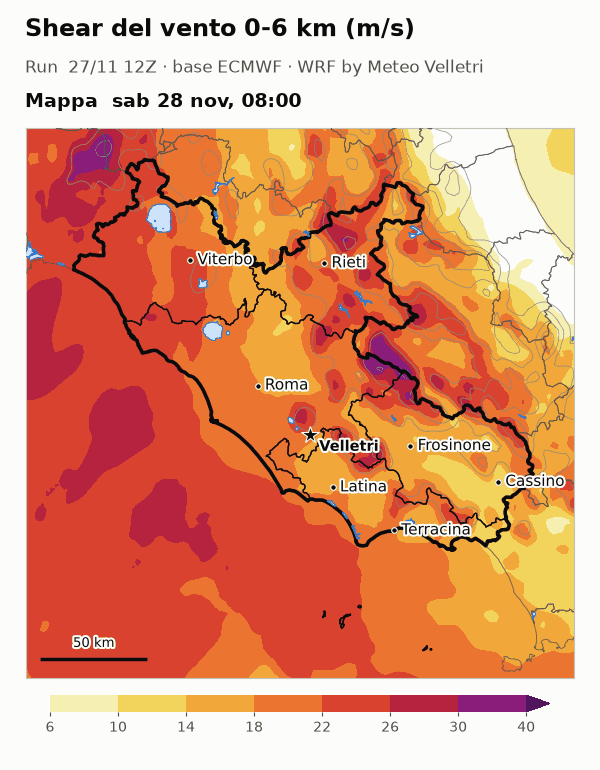 Shear del vento 0-6 km (m/s)
Run  27/11 12Z · base ECMWF · WRF by Meteo Velletri
Mappa  sab 28 nov, 08:00
Viterbo
Rieti
Roma
Velletri
Frosinone
Cassino
Latina
Terracina
50 km
6 10 14 18 22 26 30 40